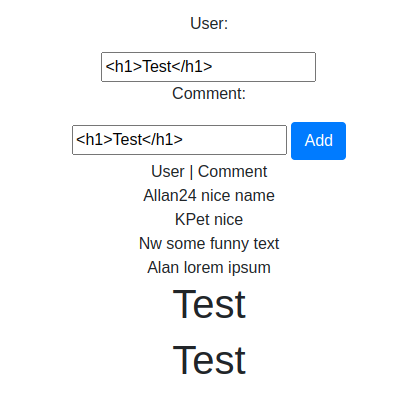 User:
<h1>Test</h1>
Comment:
<h1>Test</h1> Add
User | Comment
Allan24 nice name
KPet nice
Nw some funny text
Alan lorem ipsum
Test
Test